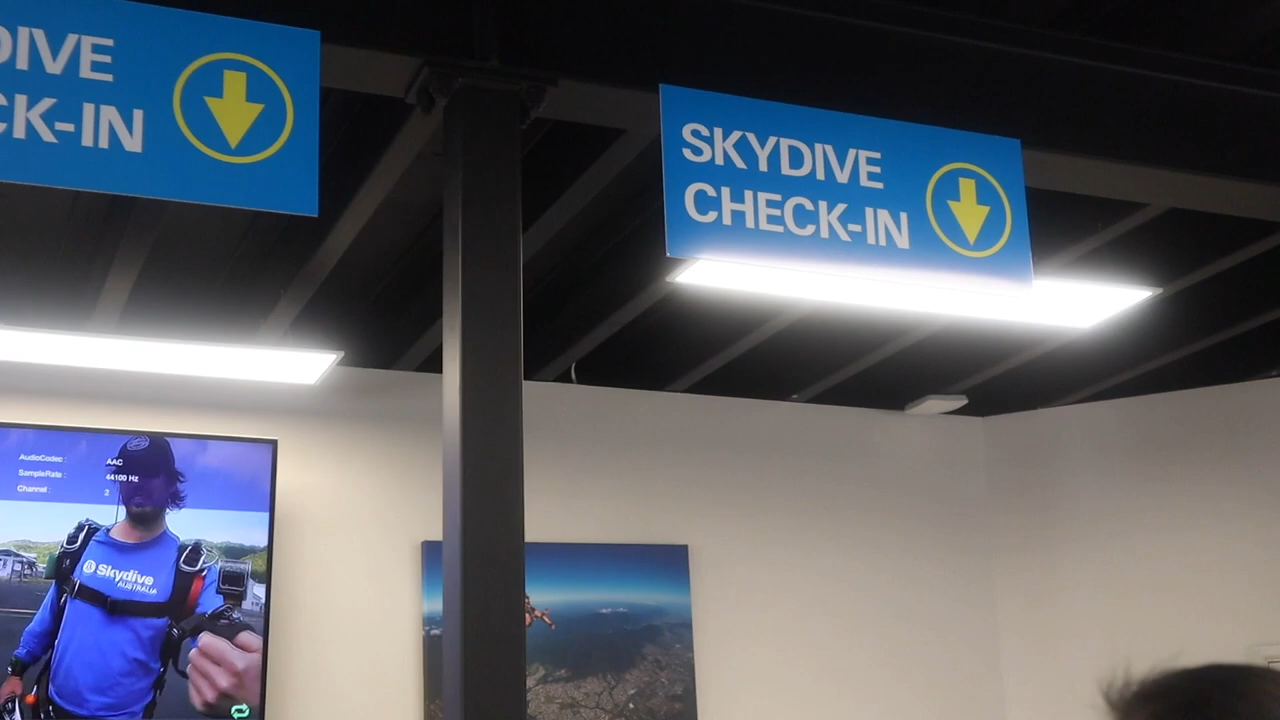 DIVE
CK-IN
SKYDIVE
CHECK-IN
AudioCodec : AAC
SampleRate : 44100 Hz
Channel : 2
Skydive
AUSTRALIA